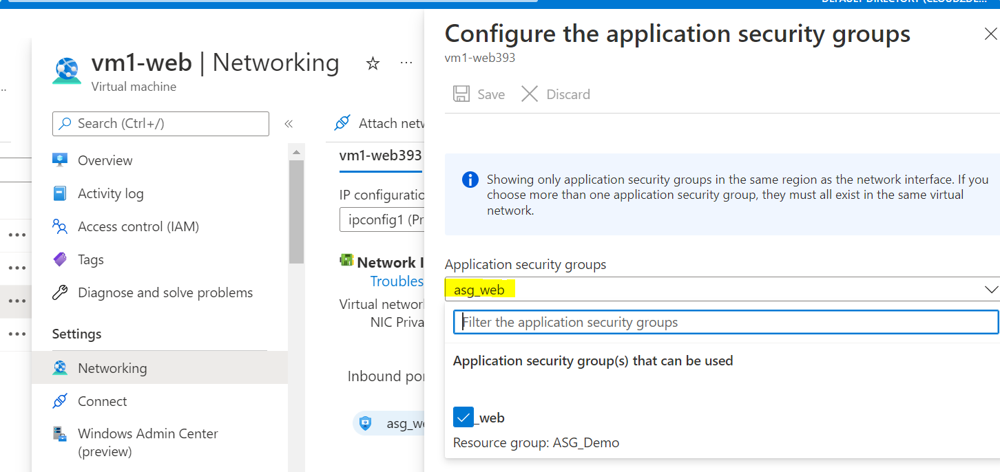 DEFAULT DIRECTORY (CLOUD2DE...
vm1-web | Networking
Virtual machine
Search (Ctrl+/)
Overview
Activity log
Access control (IAM)
Tags
Diagnose and solve problems
Settings
Networking
Connect
Windows Admin Center
(preview)
Attach netw
vm1-web393
IP configuratio
ipconfig1 (Pr
Network I
Troubles
Virtual networ
NIC Priva
Inbound por
asg_we
Configure the application security groups
vm1-web393
Save
Discard
Showing only application security groups in the same region as the network interface. If you
choose more than one application security group, they must all exist in the same virtual
network.
Application security groups
asg_web
Filter the application security groups
Application security group(s) that can be used
_web
Resource group: ASG_Demo